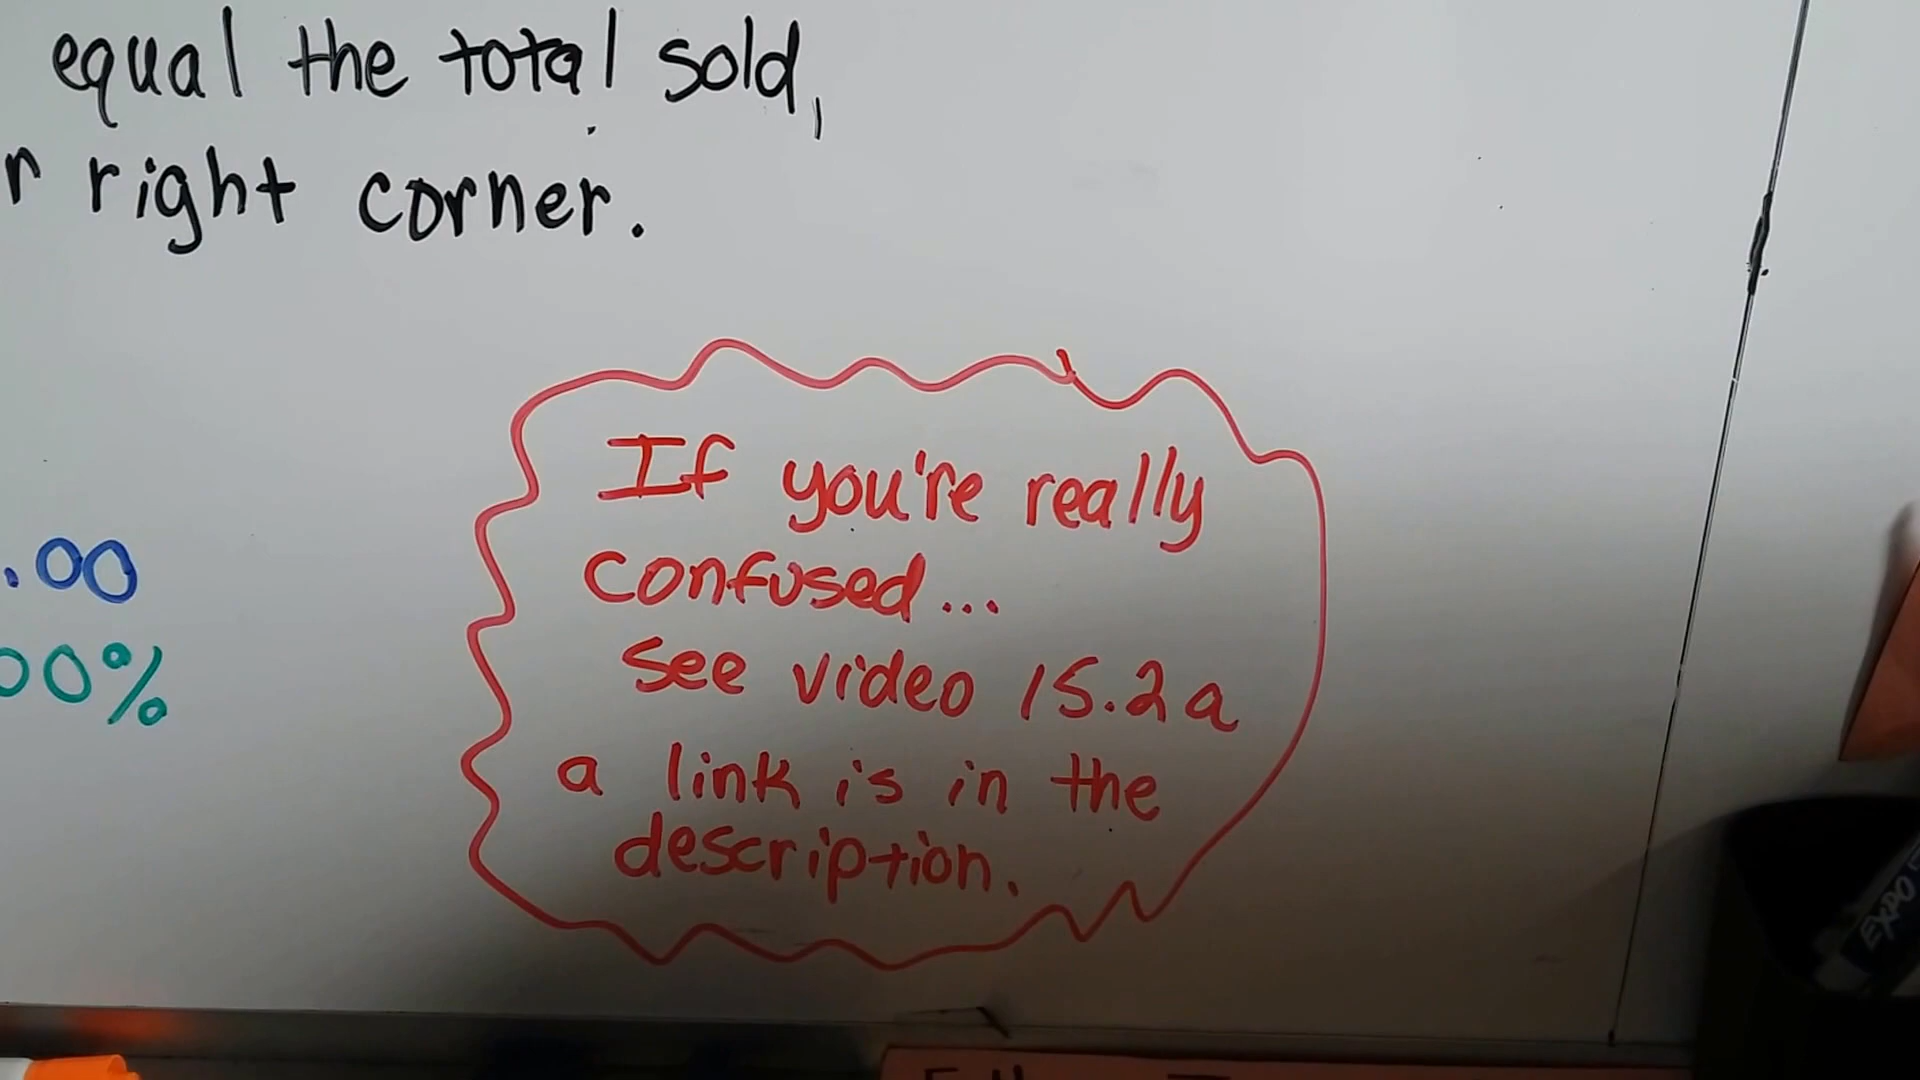 equal the total sold,
r right corner.
.00
00%
If you're really
confused...
see video 15.2a
a link is in the
description.
EXPO